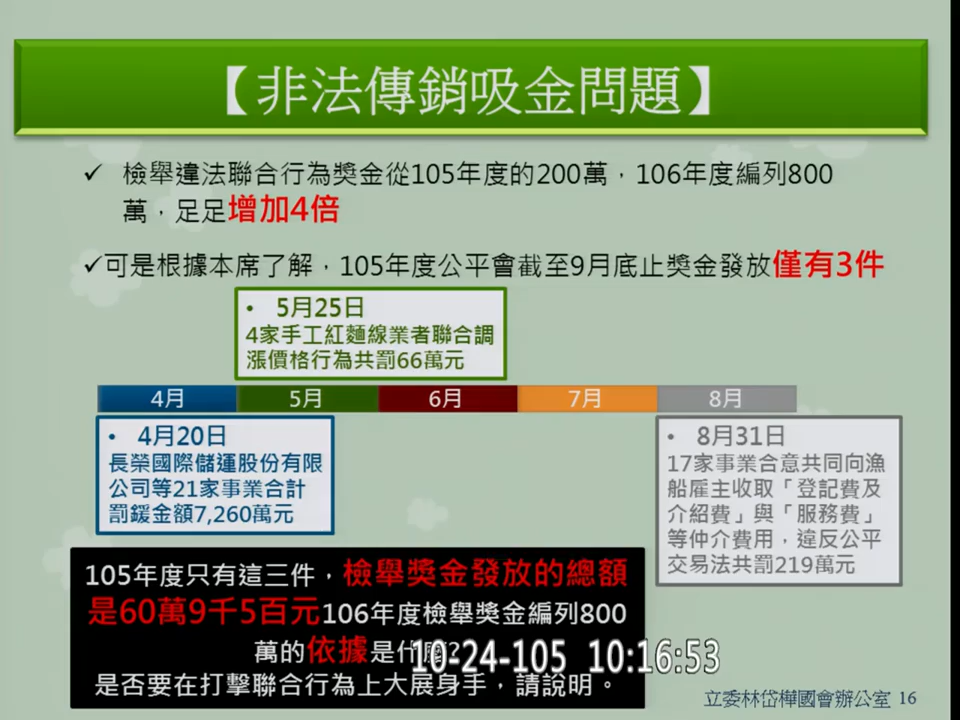 【非法傳銷吸金問題】
✓ 檢舉違法聯合行為獎金從105年度的200萬，106年度編列800
萬，足足增加4倍
✓可是根據本席了解，105年度公平會截至9月底止獎金發放僅有3件
• 5月25日
4家手工紅麵線業者聯合調
漲價格行為共罰66萬元
4月 5月 6月 7月 8月
• 4月20日
長榮國際儲運股份有限
公司等21家事業合計
罰鍰金額7,260萬元
• 8月31日
17家事業合意共同向漁
船雇主收取「登記費及
介紹費」與「服務費」
等仲介費用，違反公平
交易法共罰219萬元
105年度只有這三件，檢舉獎金發放的總額
是60萬9千5百元106年度檢舉獎金編列800
萬的依據是什麼?
是否要在打擊聯合行為上大展身手，請說明。
10-24-105 10:16:53
立委林岱樺國會辦公室 16